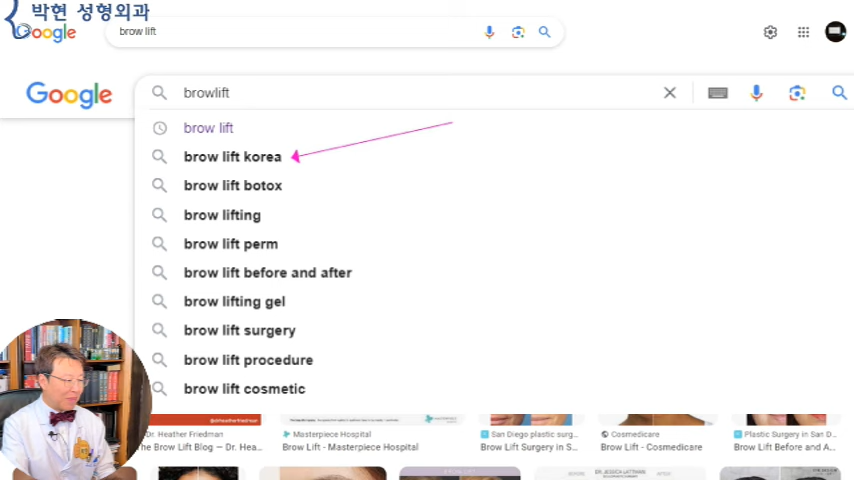 박현 성형외과
Google
brow lift
Google
browlift
brow lift
brow lift korea
brow lift botox
brow lifting
brow lift perm
brow lift before and after
brow lifting gel
brow lift surgery
brow lift procedure
brow lift cosmetic
Dr. Heather Friedman
The Brow Lift Blog — Dr. Hea...
Masterpiece Hospital
Brow Lift - Masterpiece Hospital
San Diego plastic surg...
Brow Lift Surgery in S...
Cosmedicare
Brow Lift - Cosmedicare
Plastic Surgery in San D...
Brow Lift Before and A...